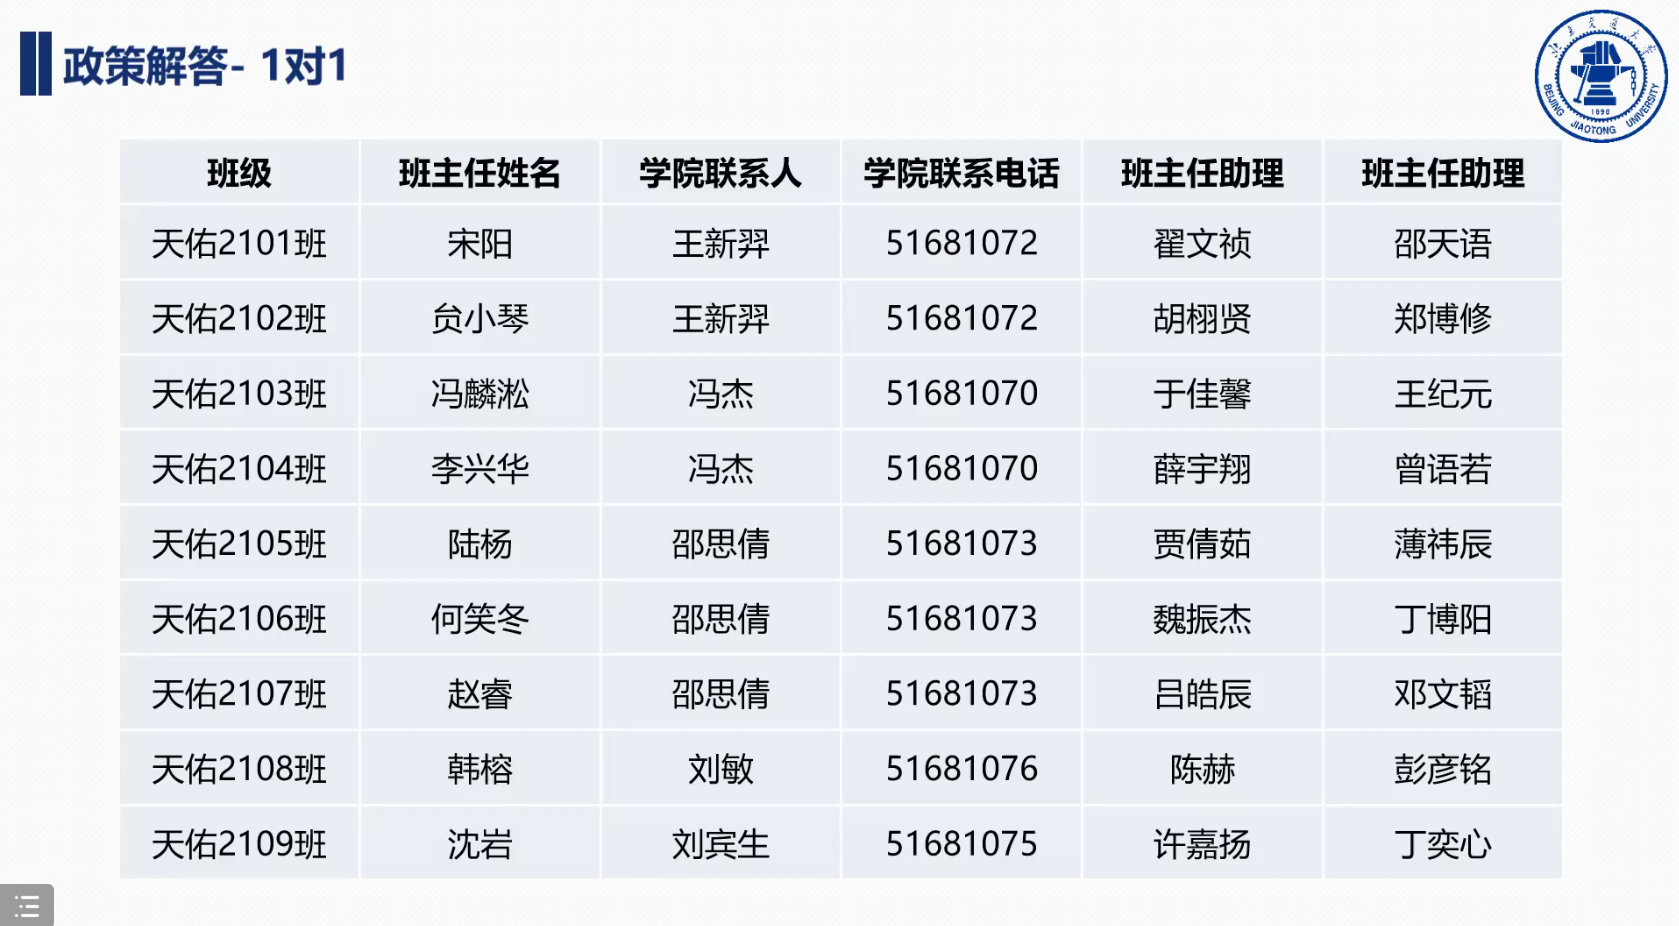 政策解答- 1对1
北京交通大学
BEIJING JIAOTONG UNIVERSITY
1896
班级 班主任姓名 学院联系人 学院联系电话 班主任助理 班主任助理
天佑2101班 宋阳 王新羿 51681072 翟文祯 邵天语
天佑2102班 贠小琴 王新羿 51681072 胡栩贤 郑博修
天佑2103班 冯麟淞 冯杰 51681070 于佳馨 王纪元
天佑2104班 李兴华 冯杰 51681070 薛宇翔 曾语若
天佑2105班 陆杨 邵思倩 51681073 贾倩茹 薄祎辰
天佑2106班 何笑冬 邵思倩 51681073 魏振杰 丁博阳
天佑2107班 赵睿 邵思倩 51681073 吕皓辰 邓文韬
天佑2108班 韩榕 刘敏 51681076 陈赫 彭彦铭
天佑2109班 沈岩 刘宾生 51681075 许嘉扬 丁奕心